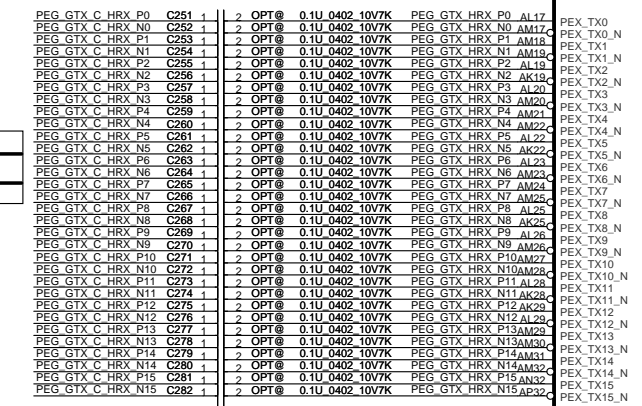 PEG_GTX_C_HRX_P0 C251 1 2 OPT@ 0.1U_0402_10V7K PEG_GTX_HRX_P0 AL17 PEX_TX0
PEG_GTX_C_HRX_N0 C252 1 2 OPT@ 0.1U_0402_10V7K PEG_GTX_HRX_N0 AM17 PEX_TX0_N
PEG_GTX_C_HRX_P1 C253 1 2 OPT@ 0.1U_0402_10V7K PEG_GTX_HRX_P1 AM18 PEX_TX1
PEG_GTX_C_HRX_N1 C254 1 2 OPT@ 0.1U_0402_10V7K PEG_GTX_HRX_N1 AM19 PEX_TX1_N
PEG_GTX_C_HRX_P2 C255 1 2 OPT@ 0.1U_0402_10V7K PEG_GTX_HRX_P2 AL19 PEX_TX2
PEG_GTX_C_HRX_N2 C256 1 2 OPT@ 0.1U_0402_10V7K PEG_GTX_HRX_N2 AK19 PEX_TX2_N
PEG_GTX_C_HRX_P3 C257 1 2 OPT@ 0.1U_0402_10V7K PEG_GTX_HRX_P3 AL20 PEX_TX3
PEG_GTX_C_HRX_N3 C258 1 2 OPT@ 0.1U_0402_10V7K PEG_GTX_HRX_N3 AM20 PEX_TX3_N
PEG_GTX_C_HRX_P4 C259 1 2 OPT@ 0.1U_0402_10V7K PEG_GTX_HRX_P4 AM21 PEX_TX4
PEG_GTX_C_HRX_N4 C260 1 2 OPT@ 0.1U_0402_10V7K PEG_GTX_HRX_N4 AM22 PEX_TX4_N
PEG_GTX_C_HRX_P5 C261 1 2 OPT@ 0.1U_0402_10V7K PEG_GTX_HRX_P5 AL22 PEX_TX5
PEG_GTX_C_HRX_N5 C262 1 2 OPT@ 0.1U_0402_10V7K PEG_GTX_HRX_N5 AK22 PEX_TX5_N
PEG_GTX_C_HRX_P6 C263 1 2 OPT@ 0.1U_0402_10V7K PEG_GTX_HRX_P6 AL23 PEX_TX6
PEG_GTX_C_HRX_N6 C264 1 2 OPT@ 0.1U_0402_10V7K PEG_GTX_HRX_N6 AM23 PEX_TX6_N
PEG_GTX_C_HRX_P7 C265 1 2 OPT@ 0.1U_0402_10V7K PEG_GTX_HRX_P7 AM24 PEX_TX7
PEG_GTX_C_HRX_N7 C266 1 2 OPT@ 0.1U_0402_10V7K PEG_GTX_HRX_N7 AM25 PEX_TX7_N
PEG_GTX_C_HRX_P8 C267 1 2 OPT@ 0.1U_0402_10V7K PEG_GTX_HRX_P8 AL25 PEX_TX8
PEG_GTX_C_HRX_N8 C268 1 2 OPT@ 0.1U_0402_10V7K PEG_GTX_HRX_N8 AK25 PEX_TX8_N
PEG_GTX_C_HRX_P9 C269 1 2 OPT@ 0.1U_0402_10V7K PEG_GTX_HRX_P9 AL26 PEX_TX9
PEG_GTX_C_HRX_N9 C270 1 2 OPT@ 0.1U_0402_10V7K PEG_GTX_HRX_N9 AM26 PEX_TX9_N
PEG_GTX_C_HRX_P10 C271 1 2 OPT@ 0.1U_0402_10V7K PEG_GTX_HRX_P10 AM27 PEX_TX10
PEG_GTX_C_HRX_N10 C272 1 2 OPT@ 0.1U_0402_10V7K PEG_GTX_HRX_N10 AM28 PEX_TX10_N
PEG_GTX_C_HRX_P11 C273 1 2 OPT@ 0.1U_0402_10V7K PEG_GTX_HRX_P11 AL28 PEX_TX11
PEG_GTX_C_HRX_N11 C274 1 2 OPT@ 0.1U_0402_10V7K PEG_GTX_HRX_N11 AK28 PEX_TX11_N
PEG_GTX_C_HRX_P12 C275 1 2 OPT@ 0.1U_0402_10V7K PEG_GTX_HRX_P12 AK29 PEX_TX12
PEG_GTX_C_HRX_N12 C276 1 2 OPT@ 0.1U_0402_10V7K PEG_GTX_HRX_N12 AL29 PEX_TX12_N
PEG_GTX_C_HRX_P13 C277 1 2 OPT@ 0.1U_0402_10V7K PEG_GTX_HRX_P13 AM29 PEX_TX13
PEG_GTX_C_HRX_N13 C278 1 2 OPT@ 0.1U_0402_10V7K PEG_GTX_HRX_N13 AM30 PEX_TX13_N
PEG_GTX_C_HRX_P14 C279 1 2 OPT@ 0.1U_0402_10V7K PEG_GTX_HRX_P14 AM31 PEX_TX14
PEG_GTX_C_HRX_N14 C280 1 2 OPT@ 0.1U_0402_10V7K PEG_GTX_HRX_N14 AM32 PEX_TX14_N
PEG_GTX_C_HRX_P15 C281 1 2 OPT@ 0.1U_0402_10V7K PEG_GTX_HRX_P15 AN32 PEX_TX15
PEG_GTX_C_HRX_N15 C282 1 2 OPT@ 0.1U_0402_10V7K PEG_GTX_HRX_N15 AP32 PEX_TX15_N